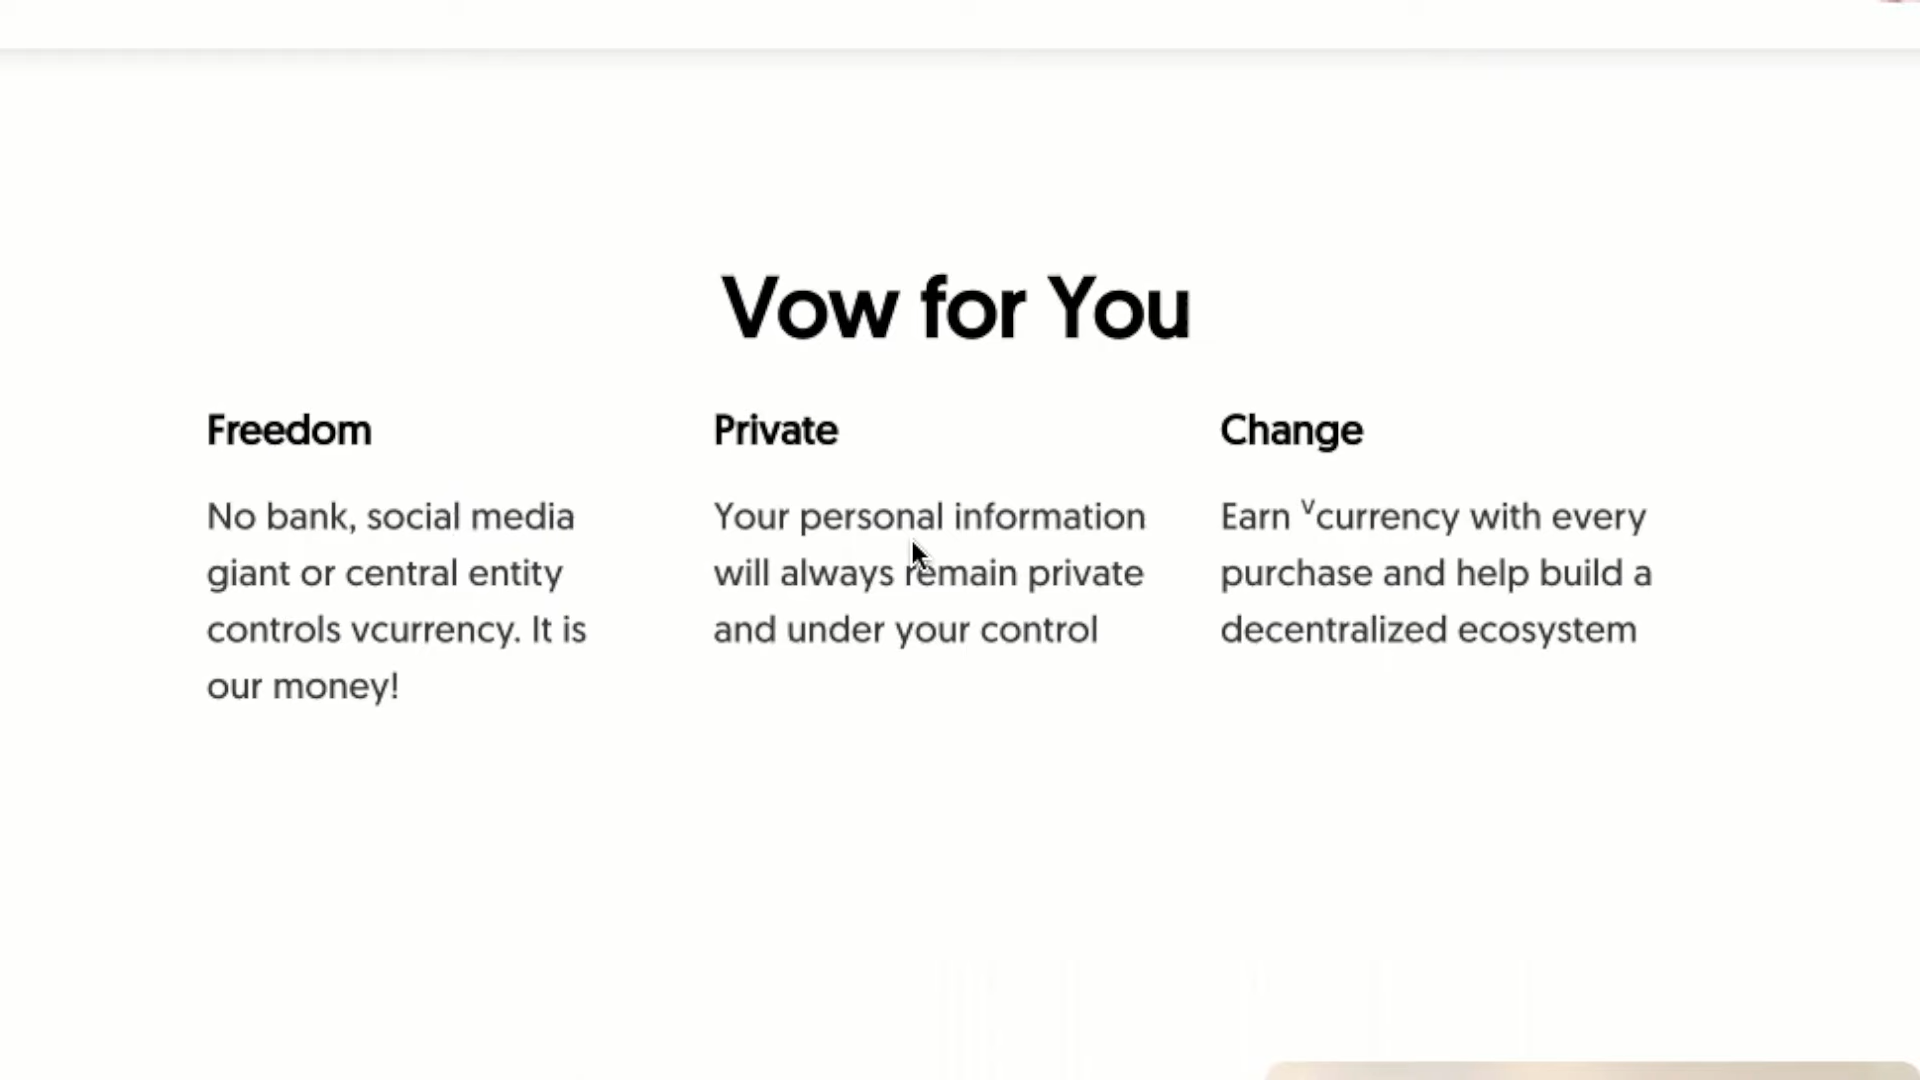 Vow for You
Freedom
No bank, social media
giant or central entity
controls vcurrency. It is
our money!
Private
Your personal information
will always remain private
and under your control
Change
Earn ᵛcurrency with every
purchase and help build a
decentralized ecosystem